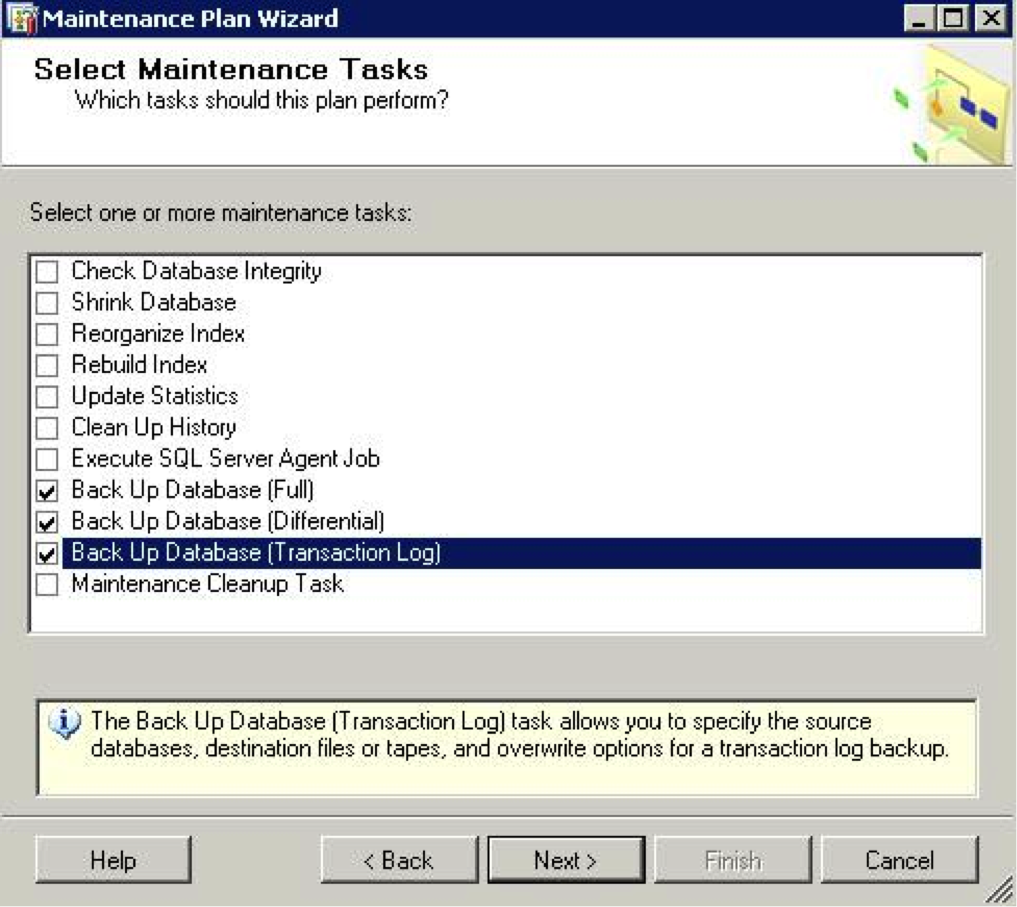 Maintenance Plan Wizard
Select Maintenance Tasks
Which tasks should this plan perform?
Select one or more maintenance tasks:
Check Database Integrity
Shrink Database
Reorganize Index
Rebuild Index
Update Statistics
Clean Up History
Execute SQL Server Agent Job
Back Up Database (Full)
Back Up Database (Differential)
Back Up Database (Transaction Log)
Maintenance Cleanup Task
The Back Up Database (Transaction Log) task allows you to specify the source
databases, destination files or tapes, and overwrite options for a transaction log backup.
Help < Back Next > Finish Cancel